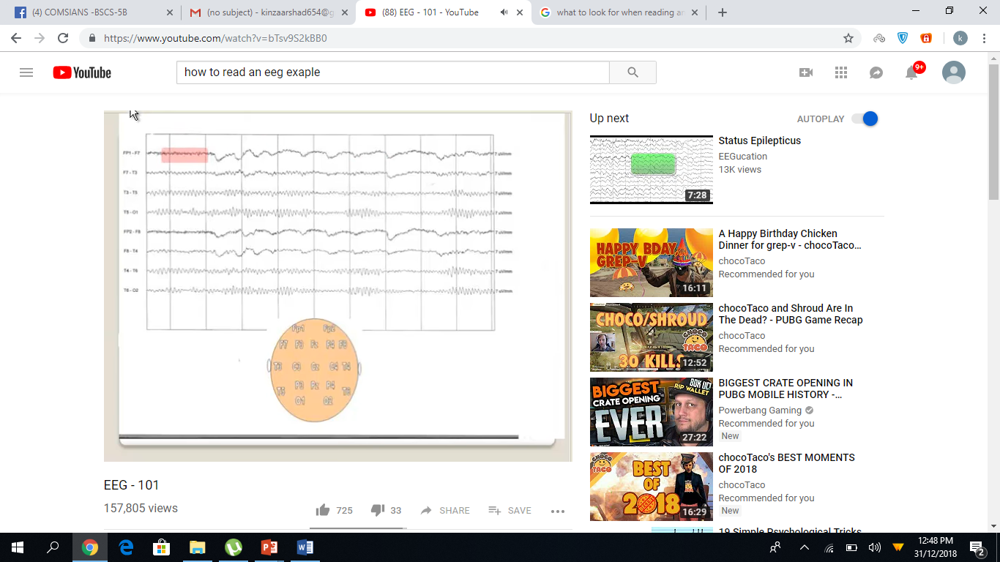 (4) COMSIANS -BSCS-5B
(no subject) - kinzaarshad654@g
(88) EEG - 101 - YouTube
what to look for when reading an
https://www.youtube.com/watch?v=bTsv9S2kBB0
k
YouTube
how to read an eeg exaple
9+
FP1 - F7
F7 - T3
T3 - T5
T5 - O1
FP2 - F8
F8 - T4
T4 - T6
T6 - O2
Fp1 Fp2
F7 F3 Fz F4 F8
T3 C3 Cz C4 T4
P3 Pz P4
T5 T6
O1 O2
EEG - 101
157,805 views
725
33
SHARE
SAVE
Up next
AUTOPLAY
7:28
Status Epilepticus
EEGucation
13K views
HAPPY BDAY
GREP-V
16:11
A Happy Birthday Chicken
Dinner for grep-v - chocoTaco...
chocoTaco
Recommended for you
CHOCO/SHROUD
CHOCO
TACO
30 KILLS
12:52
chocoTaco and Shroud Are In
The Dead? - PUBG Game Recap
chocoTaco
Recommended for you
BIGGEST
CRATE OPENING IN
EVER
RIP WALLET
27:22
BIGGEST CRATE OPENING IN
PUBG MOBILE HISTORY -...
Powerbang Gaming
Recommended for you
New
CHOCO
TACO
BEST
OF
2018
16:29
chocoTaco's BEST MOMENTS
OF 2018
chocoTaco
Recommended for you
New
19 Simple Psychological Tricks
12:48 PM
31/12/2018
2